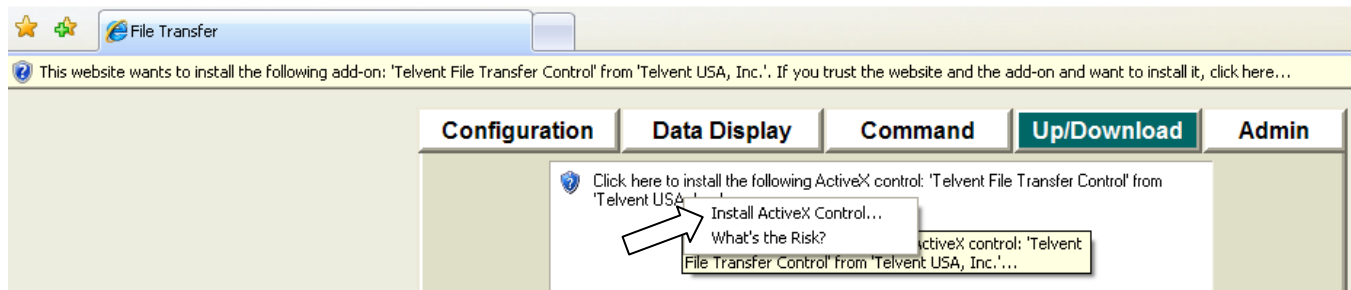 File Transfer
This website wants to install the following add-on: 'Telvent File Transfer Control' from 'Telvent USA, Inc.'. If you trust the website and the add-on and want to install it, click here...
Configuration Data Display Command Up/Download Admin
Click here to install the following ActiveX control: 'Telvent File Transfer Control' from
'Telvent USA
Install ActiveX Control...
What's the Risk?
ActiveX control: 'Telvent
File Transfer Control' from 'Telvent USA, Inc.'...